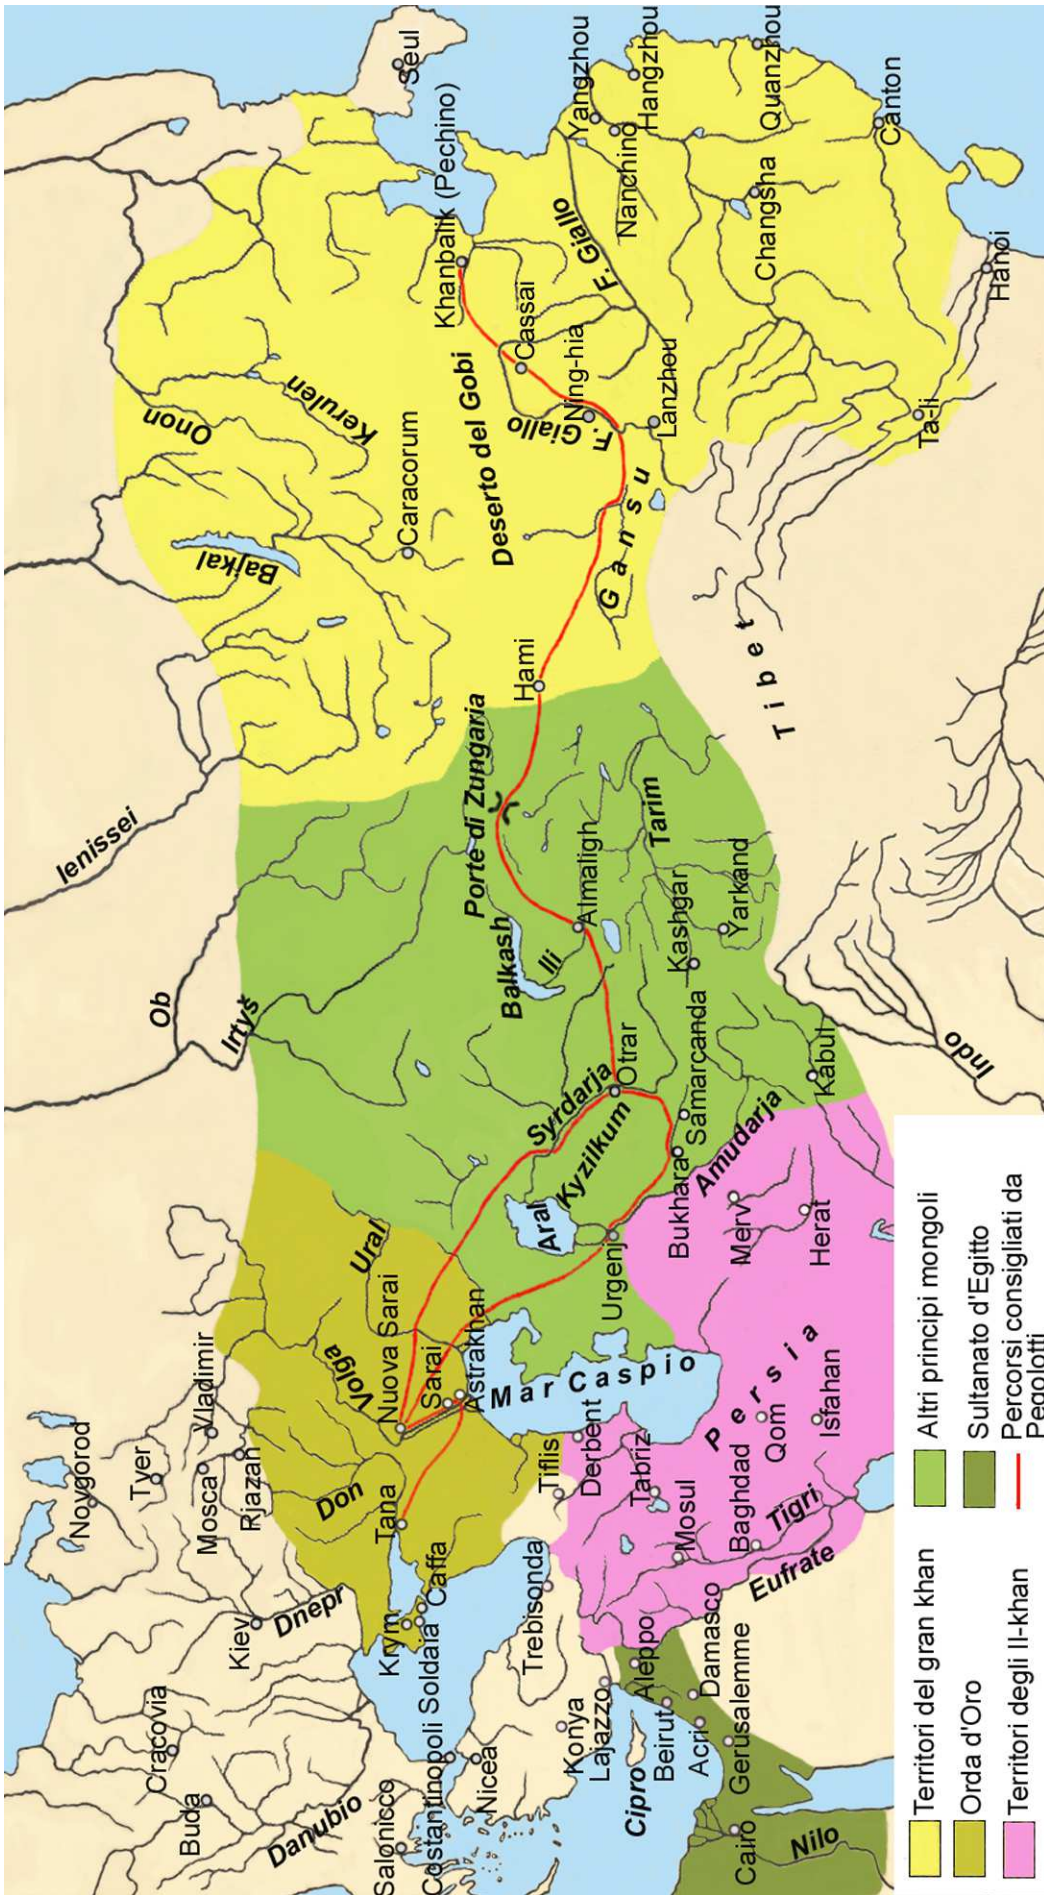 Novgorod
Tver
Mosca
Vladimir
Rjazan
Cracovia
Buda
Kiev
Dnepr
Danubio
Don
Volga
Ural
Ob
Irtyš
Ienissei
Bajkal
Onon
Kerulen
Caracorum
Seul
Salonicco
Costantinopoli
Nicea
Krym
Soldaia
Caffa
Tana
Nuova Sarai
Sarai
Astrakhan
Mar Caspio
Aral
Syrdarja
Kyzilkum
Balkash
Ili
Porte di Zungaria
Hami
Deserto del Gobi
Khanbalik (Pechino)
Cassai
Ning-hia
F. Giallo
F. Giallo
Gansu
Lanzhou
Yangzhou
Nanchino
Hangzhou
Quanzhou
Changsha
Canton
Hanoi
Ta-li
Tibet
Almaligh
Tarim
Kashgar
Yarkand
Otrar
Samarcanda
Bukhara
Amudarja
Urgenj
Kabul
Indo
Merv
Herat
Persia
Isfahan
Qom
Baghdad
Tigri
Eufrate
Mosul
Tabriz
Derbent
Tiflis
Trebisonda
Konya
Lajazzo
Cipro
Aleppo
Beirut
Damasco
Acri
Gerusalemme
Cairo
Nilo
Territori del gran khan
Orda d'Oro
Territori degli Il-khan
Altri principi mongoli
Sultanato d'Egitto
Percorsi consigliati da
Pegolotti